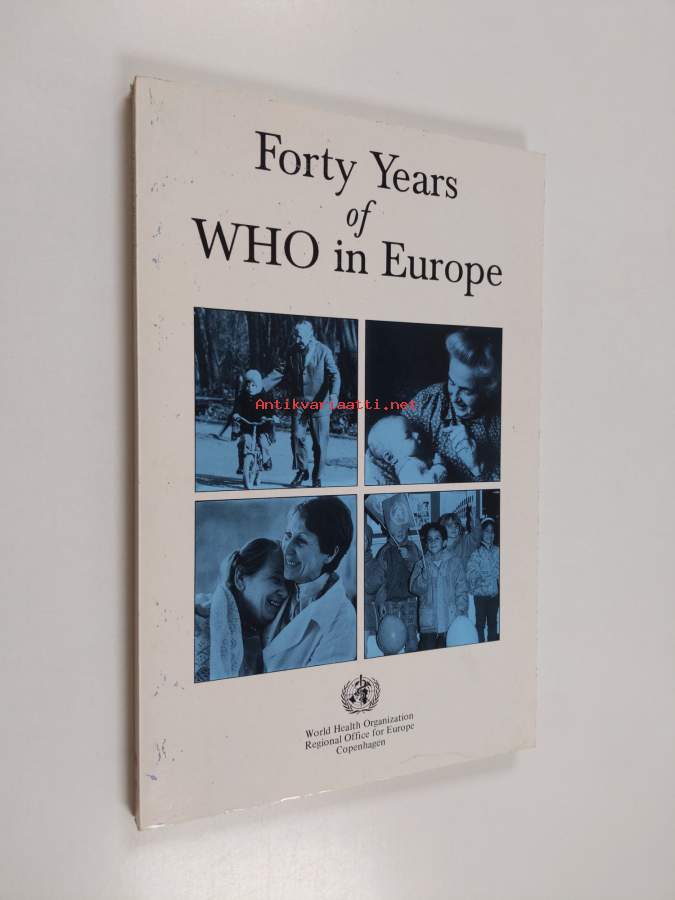 Forty Years
of
WHO in Europe
Antikvariaatti.net
World Health Organization
Regional Office for Europe
Copenhagen